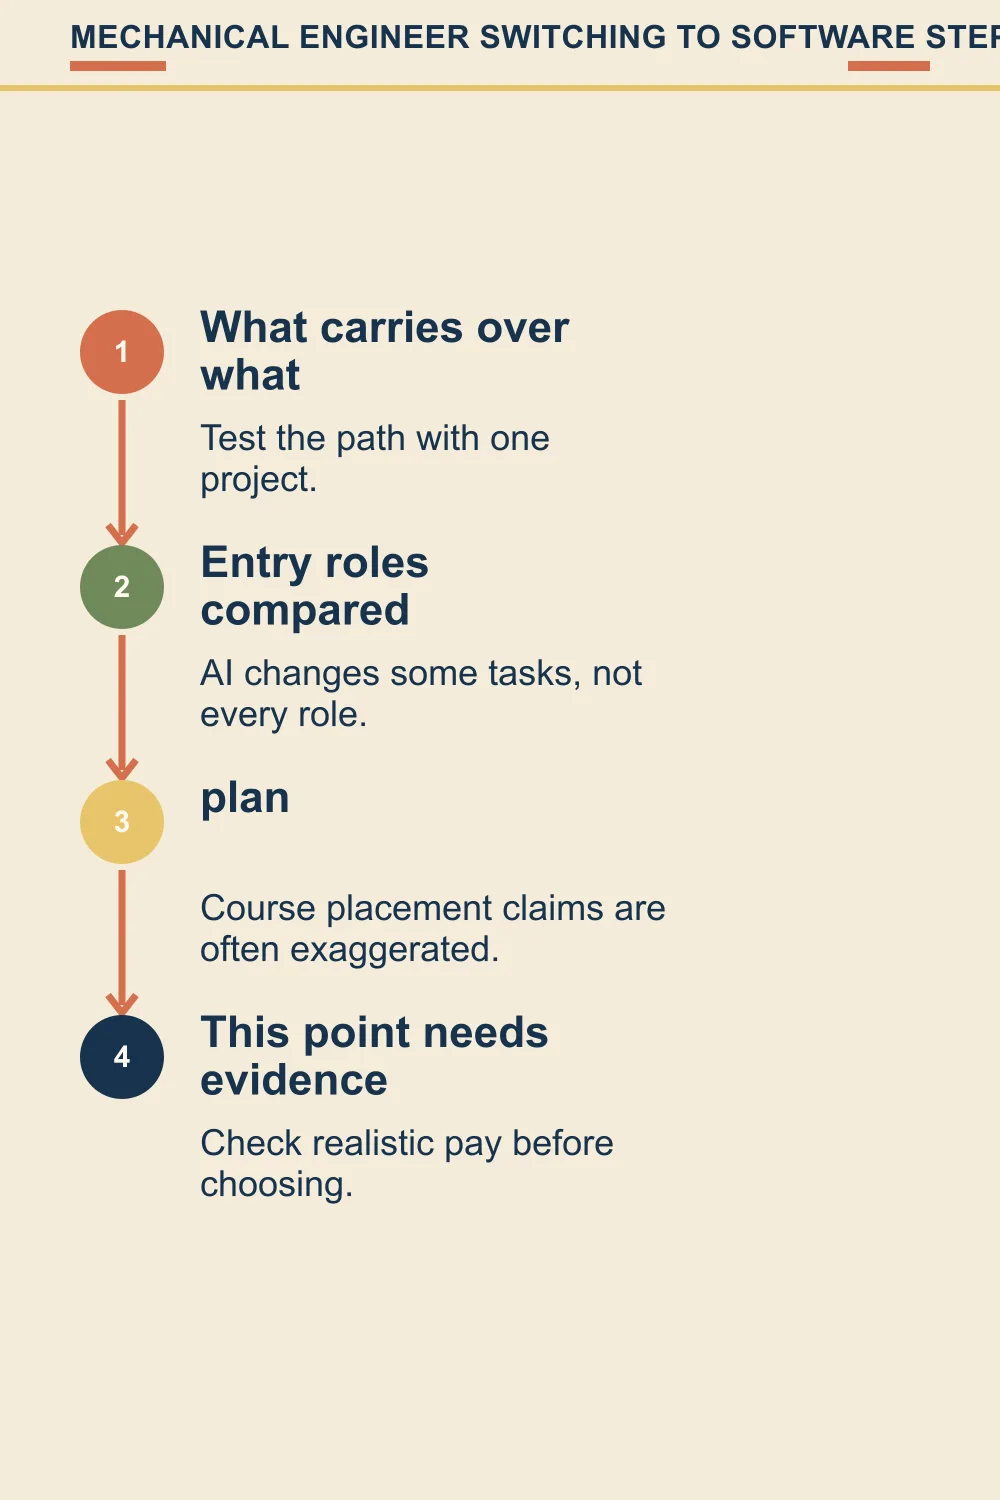 MECHANICAL ENGINEER SWITCHING TO SOFTWARE STEP
1
What carries over
what
Test the path with one
project.
2
Entry roles
compared
AI changes some tasks, not
every role.
3
plan
Course placement claims are
often exaggerated.
4
This point needs
evidence
Check realistic pay before
choosing.